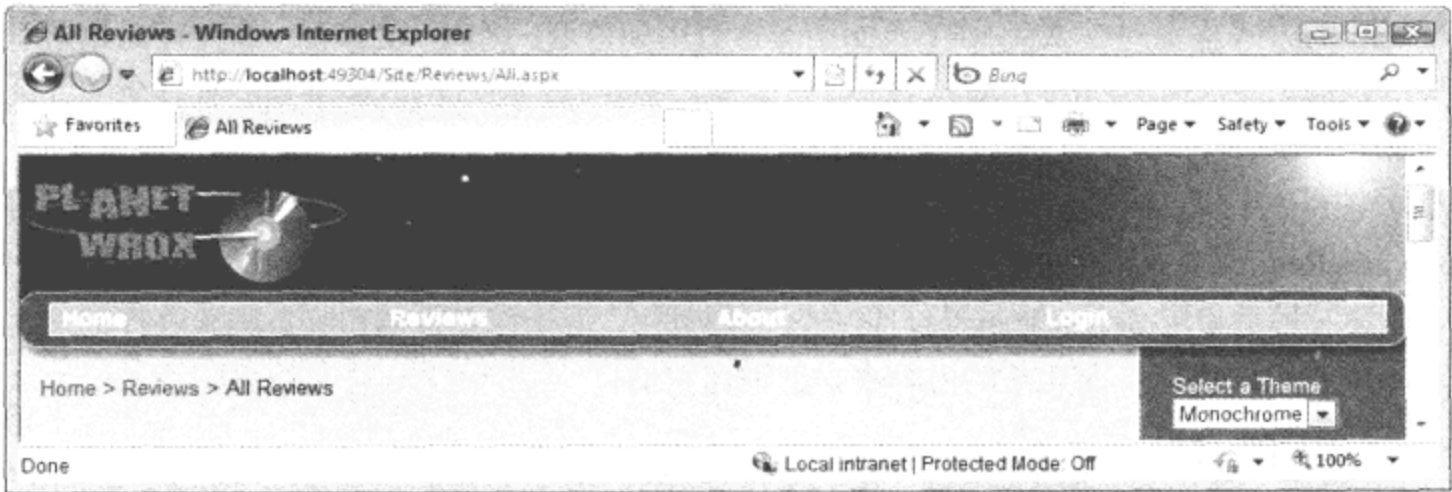 All Reviews - Windows Internet Explorer
http://localhost:49304/Site/Reviews/All.aspx
Bing
Favorites
All Reviews
Page
Safety
Tools
PLANET
WROX
Home
Reviews
About
Login
Home > Reviews > All Reviews
Select a Theme
Monochrome
Done
Local intranet | Protected Mode: Off
100%